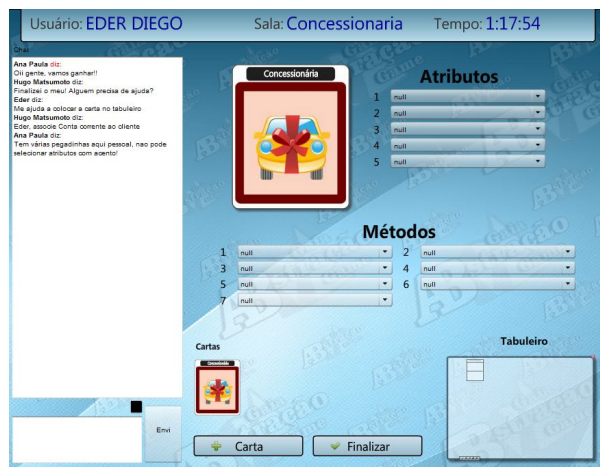 Usuário: EDER DIEGO Sala: Concessionaria Tempo: 1:17:54
Chat
Ana Paula diz:
Oii gente, vamos ganhar!!
Hugo Matsumoto diz:
Finalizei o meu! Alguem precisa de ajuda?
Eder diz:
Me ajuda a colocar a carta no tabuleiro
Hugo Matsumoto diz:
Eder, associe Conta corrente ao cliente
Ana Paula diz:
Tem várias pegadinhas aqui pessoal, nao pode
selecionar atributos com acento!
Concessionária
Atributos
1 null
2 null
3 null
4 null
5 null
Métodos
1 null 2 null
3 null 4 null
5 null 6 null
7 null
Cartas
Concessionária
Tabuleiro
Envi
Carta
Finalizar